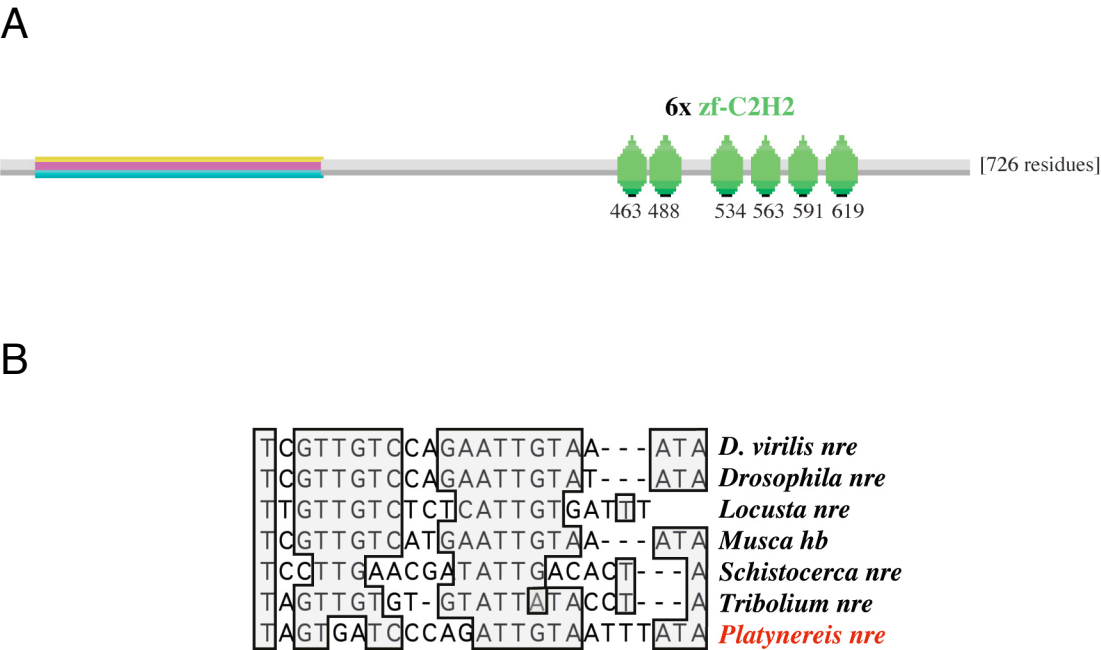 A
6x zf-C2H2
[726 residues]
463 488 534 563 591 619
B
TCGTTGTCCAGAATTGTAA---ATA D. virilis nre
TCGTTGTCCAGAATTGTAT---ATA Drosophila nre
TTGTTGTCTCTCATTGTGATTT Locusta nre
TCGTTGTCATGAATTGTAA---ATA Musca hb
TCCTTGAACGATATTGACACT---A Schistocerca nre
TAGTTGTGT-GTATTATACCT---A Tribolium nre
TAGTGATCCCAGATTGTAATTTATA Platynereis nre